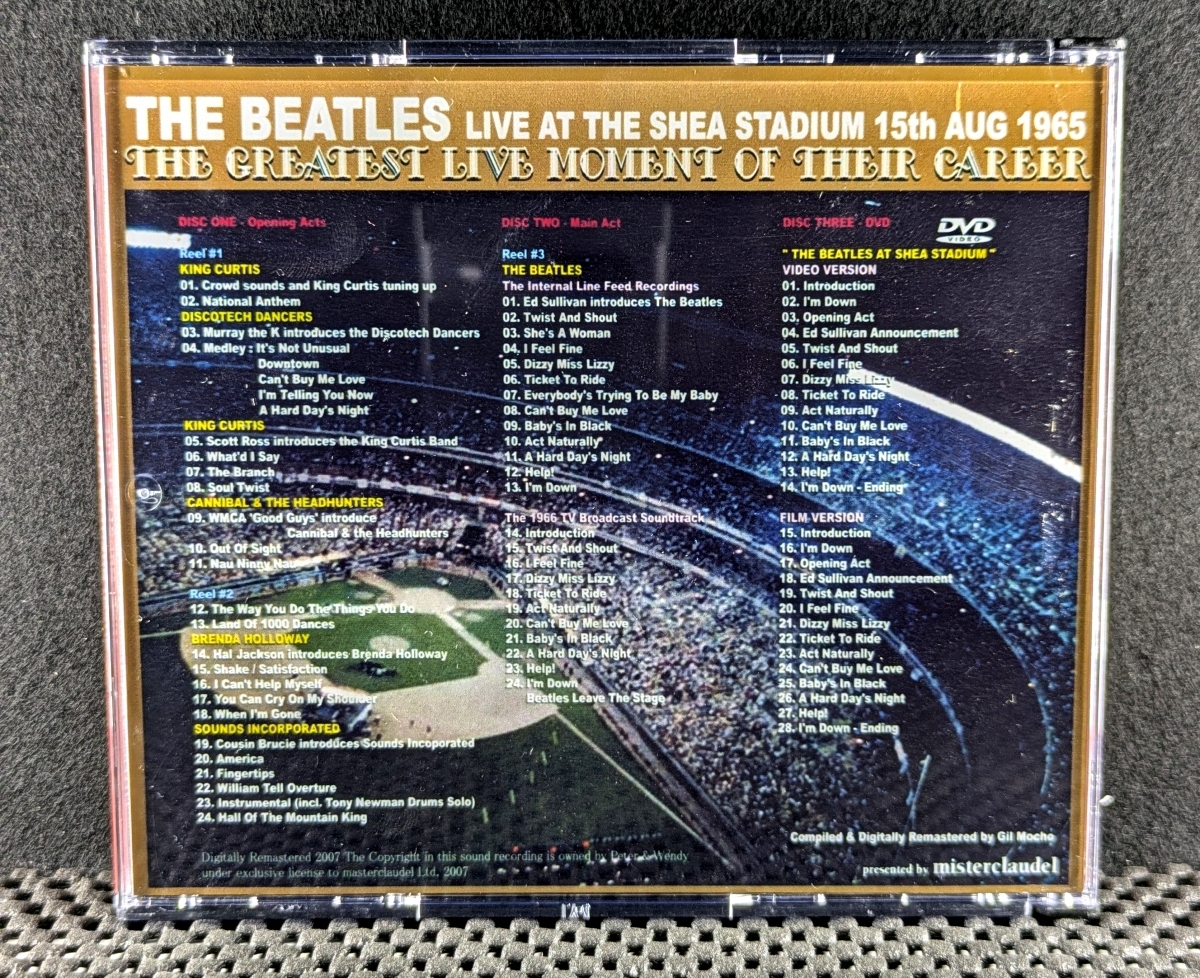 THE BEATLES LIVE AT THE SHEA STADIUM 15th AUG 1965
THE GREATEST LIVE MOMENT OF THEIR CAREER
DISC ONE - Opening Acts
Reel #1
KING CURTIS
01. Crowd sounds and King Curtis tuning up
02. National Anthem
DISCOTECH DANCERS
03. Murray the K introduces the Discotech Dancers
04. Medley : It's Not Unusual
Downtown
Can't Buy Me Love
I'm Telling You Now
A Hard Day's Night
KING CURTIS
05. Scott Ross introduces the King Curtis Band
06. What'd I Say
07. The Branch
08. Soul Twist
CANNIBAL & THE HEADHUNTERS
09. WMCA 'Good Guys' introduce
Cannibal & the Headhunters
10. Out Of Sight
11. Nau Ninny Nau
Reel #2
12. The Way You Do The Things You Do
13. Land Of 1000 Dances
BRENDA HOLLOWAY
14. Hal Jackson introduces Brenda Holloway
15. Shake / Satisfaction
16. I Can't Help Myself
17. You Can Cry On My Shoulder
18. When I'm Gone
SOUNDS INCORPORATED
19. Cousin Brucie introduces Sounds Incoporated
20. America
21. Fingertips
22. William Tell Overture
23. Instrumental (incl. Tony Newman Drums Solo)
24. Hall Of The Mountain King
DISC TWO - Main Act
Reel #3
THE BEATLES
The Internal Line Feed Recordings
01. Ed Sullivan introduces The Beatles
02. Twist And Shout
03. She's A Woman
04, I Feel Fine
05. Dizzy Miss Lizzy
06. Ticket To Ride
07. Everybody's Trying To Be My Baby
08. Can't Buy Me Love
09. Baby's In Black
10. Act Naturally
11. A Hard Day's Night
12. Help!
13. I'm Down
The 1966 TV Broadcast Soundtrack
14. Introduction
15. Twist And Shout
16. I Feel Fine
17. Dizzy Miss Lizzy
18. Ticket To Ride
19. Act Naturally
20. Can't Buy Me Love
21. Baby's In Black
22. A Hard Day's Night
23. Help!
24. I'm Down
Beatles Leave The Stage
DISC THREE - DVD
DVD
VIDEO
" THE BEATLES AT SHEA STADIUM "
VIDEO VERSION
01. Introduction
02. I'm Down
03, Opening Act
04. Ed Sullivan Announcement
05. Twist And Shout
06. I Feel Fine
07. Dizzy Miss Lizzy
08. Ticket To Ride
09. Act Naturally
10. Can't Buy Me Love
11. Baby's In Black
12. A Hard Day's Night
13. Help!
14. I'm Down - Ending
FILM VERSION
15. Introduction
16. I'm Down
17. Opening Act
18. Ed Sullivan Announcement
19. Twist And Shout
20. I Feel Fine
21. Dizzy Miss Lizzy
22. Ticket To Ride
23. Act Naturally
24. Can't Buy Me Love
25. Baby's In Black
26. A Hard Day's Night
27. Help!
28. I'm Down - Ending
Compiled & Digitally Remastered by Gil Mocho
presented by misterclaudel
Digitally Remastered 2007 The Copyright in this sound recording is owned by Peter & Wendy
under exclusive license to masterclaudel Ltd, 2007